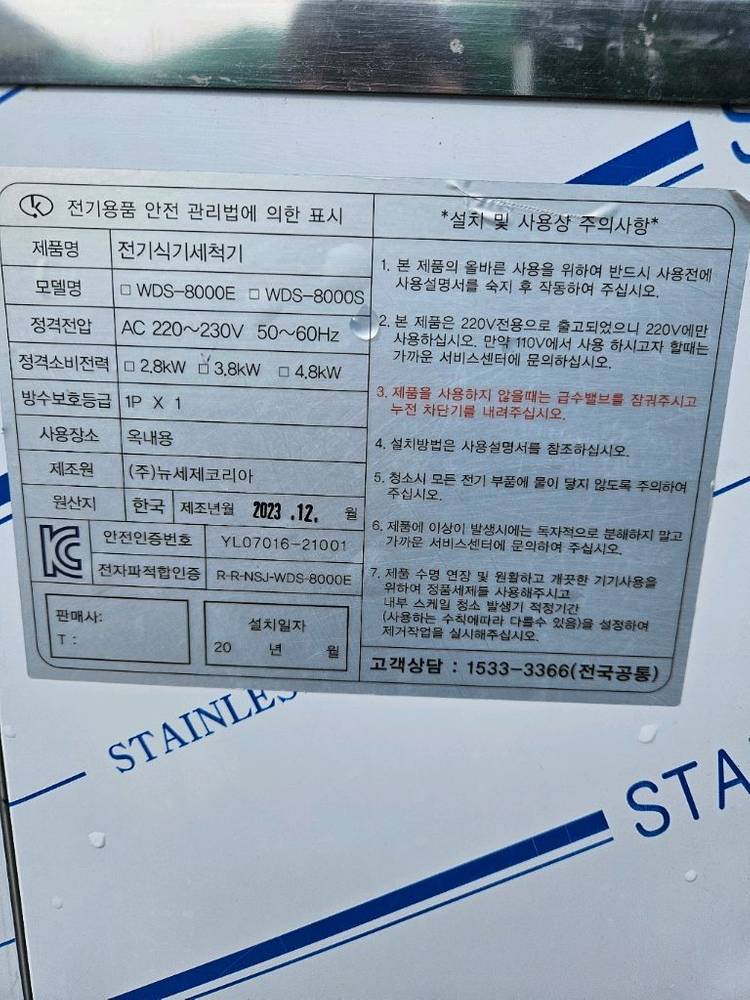 전기용품 안전 관리법에 의한 표시
제품명 전기식기세척기
모델명 □ WDS-8000E □ WDS-8000S
정격전압 AC 220~230V 50~60Hz
정격소비전력 □ 2.8kW □ 3.8kW □ 4.8kW
방수보호등급 1P X 1
사용장소 옥내용
제조원 (주)뉴세제코리아
원산지 한국 제조년월 2023 .12. 월
안전인증번호 YL07016-21001
전자파적합인증 R-R-NSJ-WDS-8000E
판매사:
T :
설치일자
20 년 월
*설치 및 사용상 주의사항*
1. 본 제품의 올바른 사용을 위하여 반드시 사용전에
사용설명서를 숙지 후 작동하여 주십시오.
2. 본 제품은 220V전용으로 출고되었으니 220V에만
사용하십시오. 만약 110V에서 사용 하시고자 할때는
가까운 서비스센터에 문의하십시오.
3. 제품을 사용하지 않을때는 급수밸브를 잠궈주시고
누전 차단기를 내려주십시오.
4. 설치방법은 사용설명서를 참조하십시오.
5. 청소시 모든 전기 부품에 물이 닿지 않도록 주의하여
주십시오.
6. 제품에 이상이 발생시에는 독자적으로 분해하지 말고
가까운 서비스센터에 문의하여 주십시오.
7. 제품 수명 연장 및 원활하고 개끗한 기기사용을
위하여 정품세제를 사용해주시고
내부 스케일 청소 발생기 적정기간
(사용하는 수칙에따라 다를수 있음)을 설정하여
제거작업을 실시해주십시오.
고객상담 : 1533-3366(전국공통)
STAINLES
STA